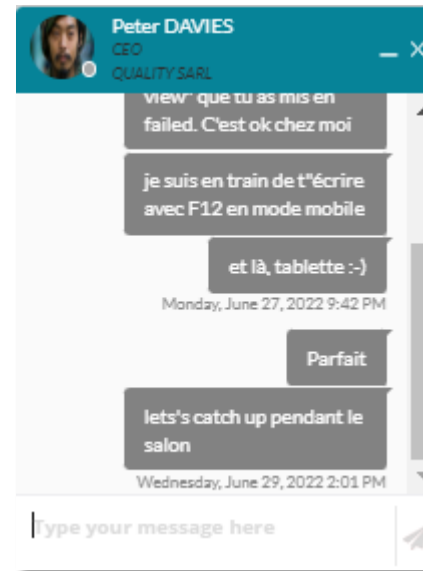 Peter DAVIES
CEO
QUALITY SARL
view" que tu as mis en
failed. C'est ok chez moi
je suis en train de t"écrire
avec F12 en mode mobile
et là, tablette :-)
Monday, June 27, 2022 9:42 PM
Parfait
lets's catch up pendant le
salon
Wednesday, June 29, 2022 2:01 PM
Type your message here